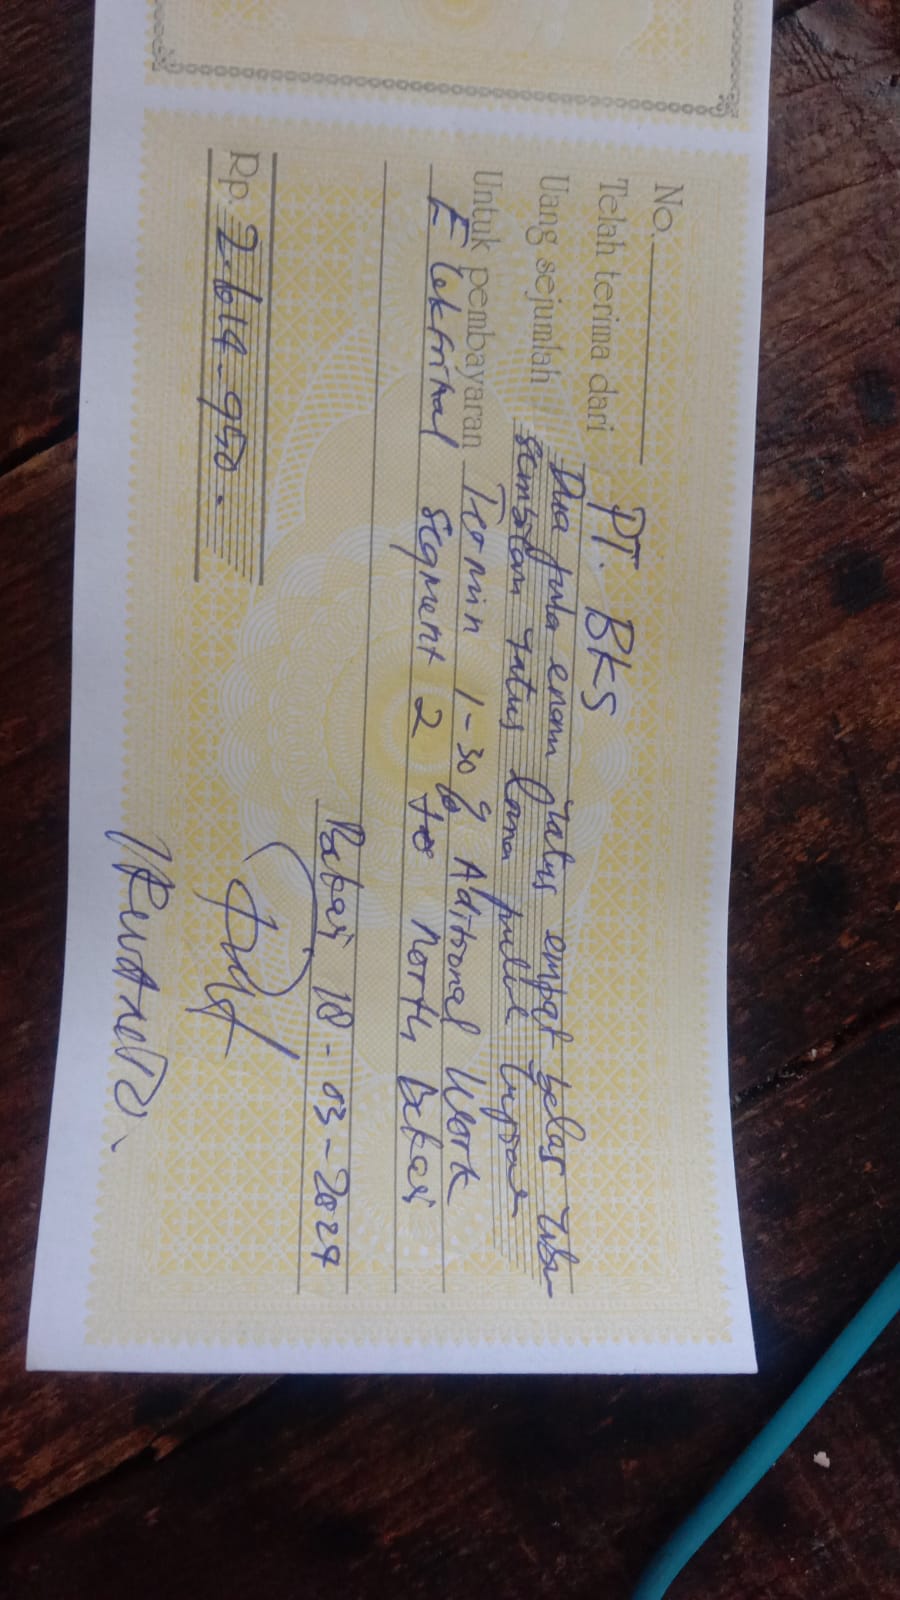 No.
Telah terima dari PT. BKS
Uang sejumlah Dua juta enam ratus empat belas ribu
sembilan ratus lima puluh rupiah
Untuk pembayaran Termin 1-30% Aditional Work
Elektrikal Segment 2 to North Bekasi
Bekasi 18-03-2024
Rp. 2.614.950.